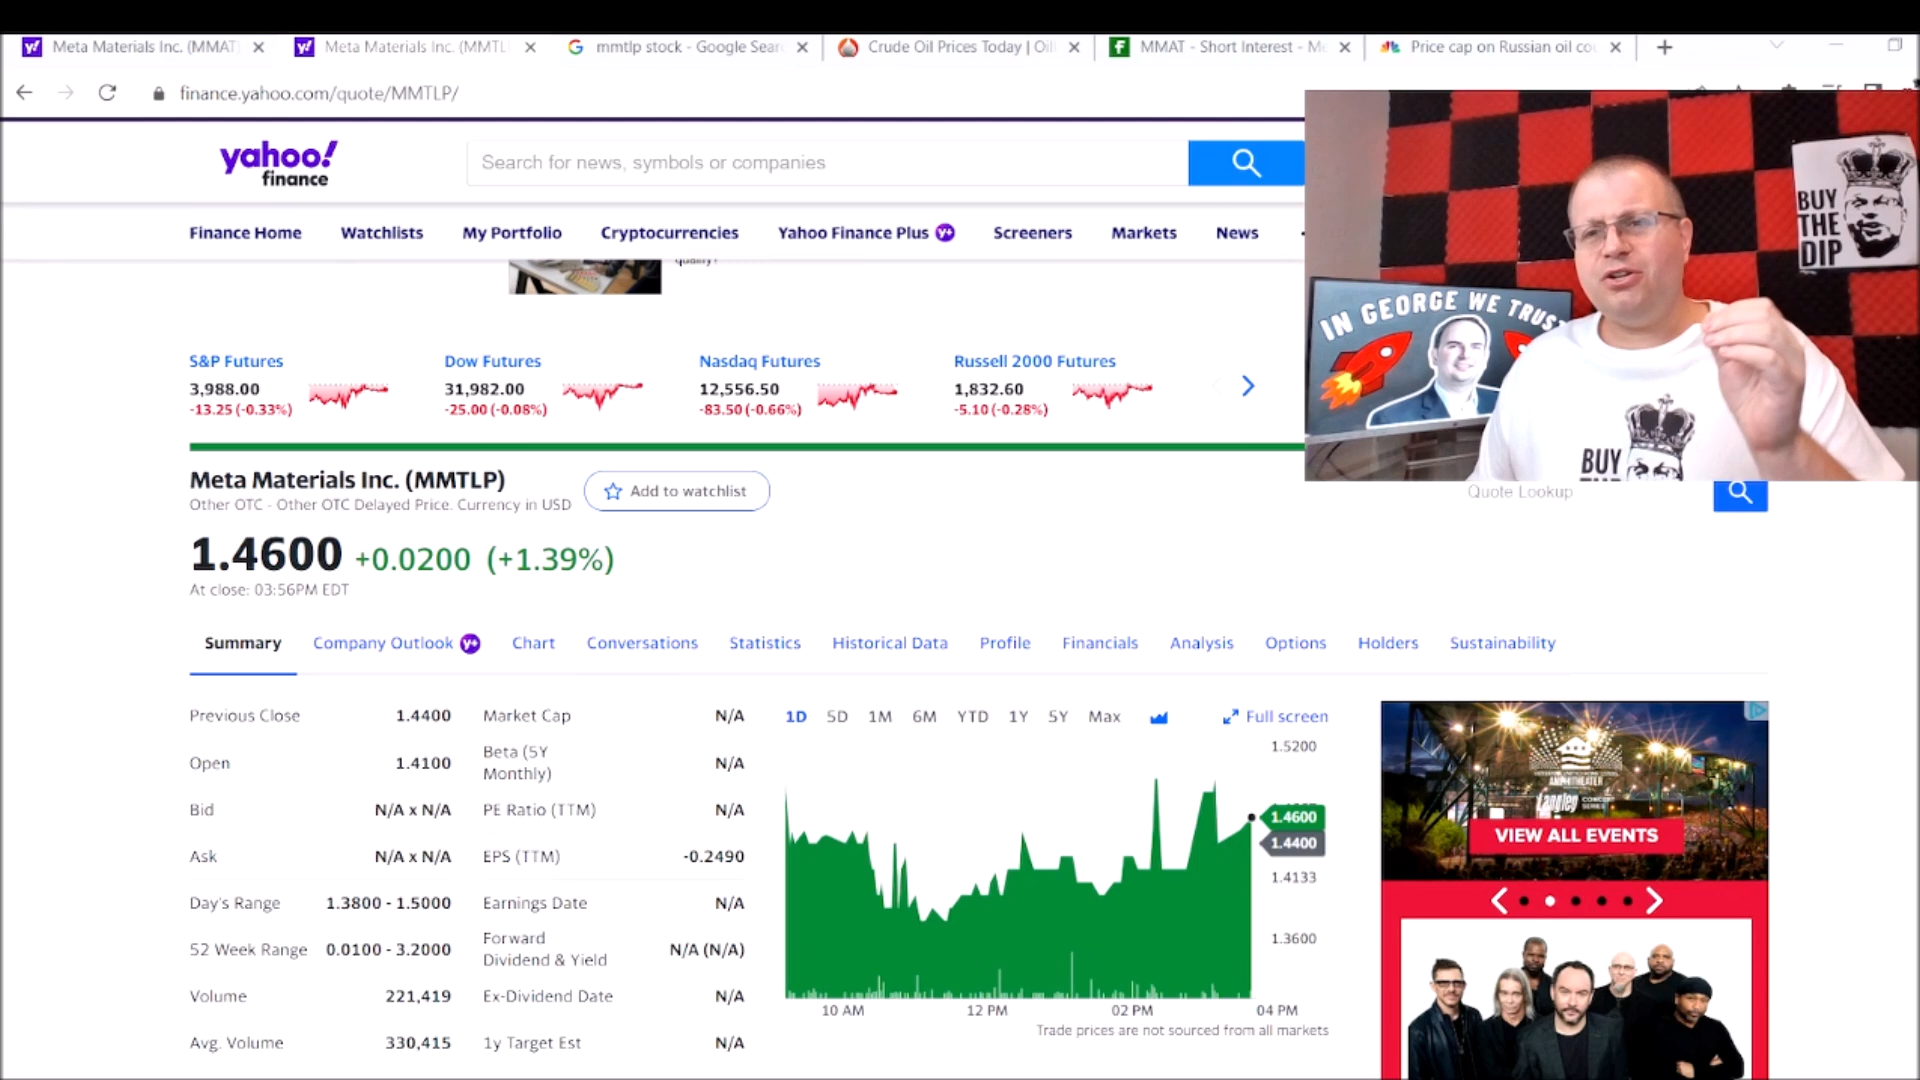 Meta Materials Inc. (MMAT)
Meta Materials Inc. (MMTL
mmtlp stock - Google Sear
Crude Oil Prices Today | Oil
MMAT - Short Interest - Me
Price cap on Russian oil cou
finance.yahoo.com/quote/MMTLP/
yahoo!
finance
Search for news, symbols or companies
Finance Home Watchlists My Portfolio Cryptocurrencies Yahoo Finance Plus Y+ Screeners Markets News
BUY
THE
DIP
IN GEORGE WE TRUST
BUY
quality?
S&P Futures
3,988.00
-13.25 (-0.33%)
Dow Futures
31,982.00
-25.00 (-0.08%)
Nasdaq Futures
12,556.50
-83.50 (-0.66%)
Russell 2000 Futures
1,832.60
-5.10 (-0.28%)
Meta Materials Inc. (MMTLP)
Other OTC - Other OTC Delayed Price. Currency in USD
Add to watchlist
Quote Lookup
1.4600 +0.0200 (+1.39%)
At close: 03:56PM EDT
Summary Company Outlook Y+ Chart Conversations Statistics Historical Data Profile Financials Analysis Options Holders Sustainability
Previous Close 1.4400
Open 1.4100
Bid N/A x N/A
Ask N/A x N/A
Day's Range 1.3800 - 1.5000
52 Week Range 0.0100 - 3.2000
Volume 221,419
Avg. Volume 330,415
Market Cap N/A
Beta (5Y
Monthly) N/A
PE Ratio (TTM) N/A
EPS (TTM) -0.2490
Earnings Date N/A
Forward
Dividend & Yield N/A (N/A)
Ex-Dividend Date N/A
1y Target Est N/A
1D 5D 1M 6M YTD 1Y 5Y Max Full screen
1.5200
1.4600
1.4400
1.4133
1.3600
10 AM 12 PM 02 PM 04 PM
Trade prices are not sourced from all markets
AMPHITHEATER
Langley CONCERT
SERIES
VIEW ALL EVENTS